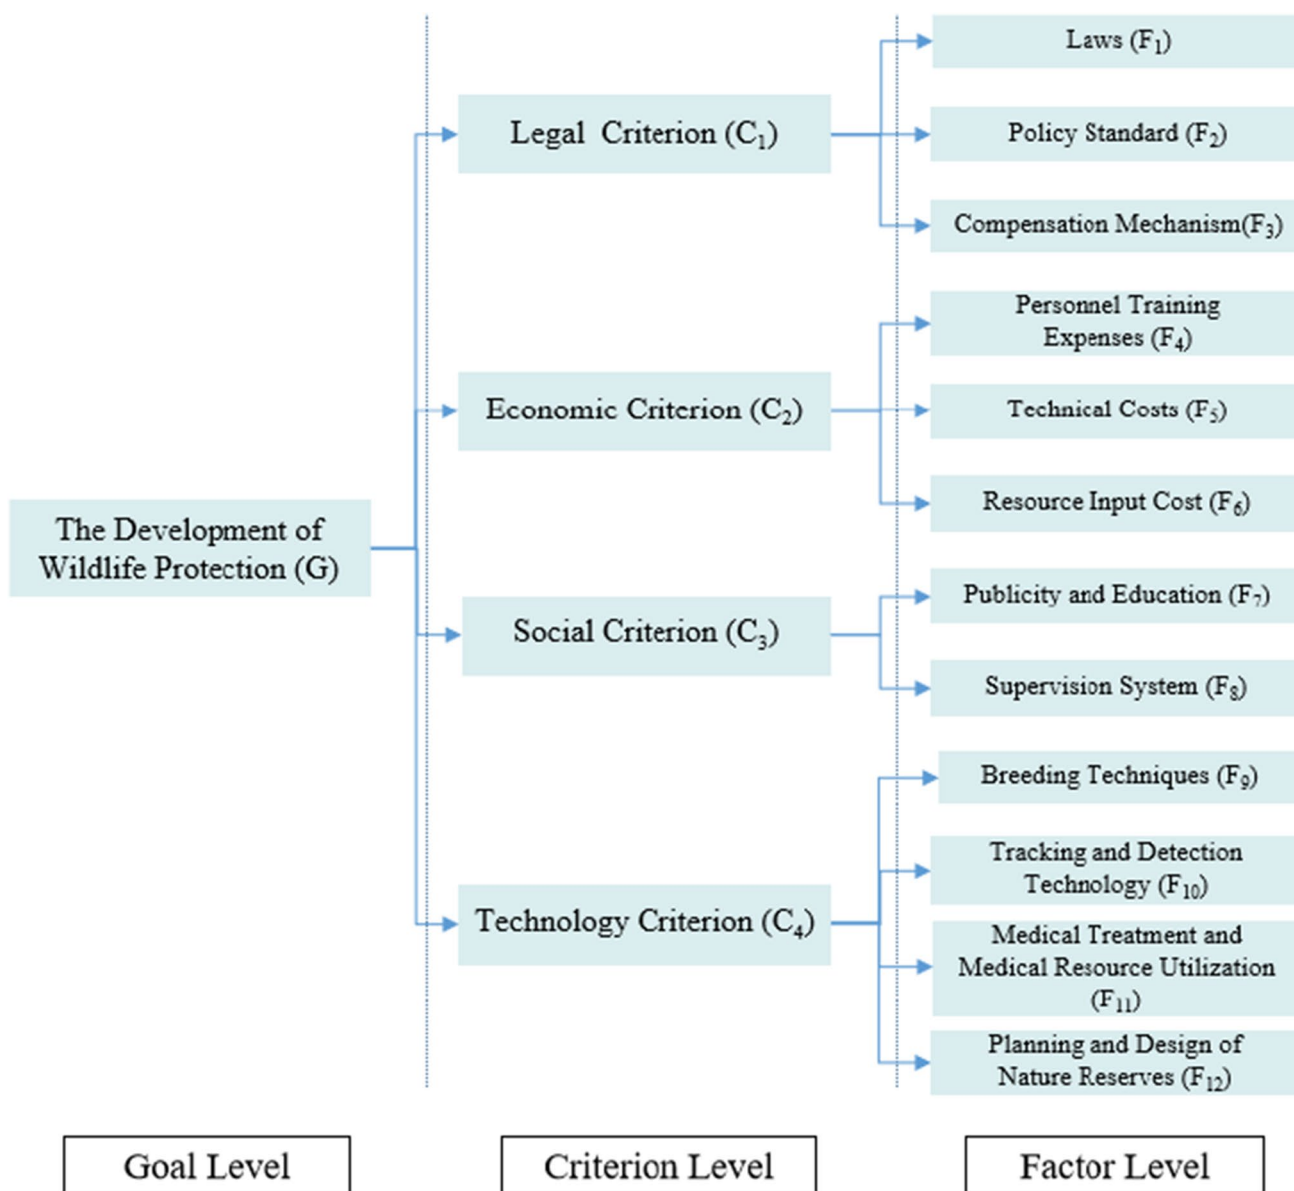 The Development of
Wildlife Protection (G)
Legal Criterion (C₁)
Economic Criterion (C₂)
Social Criterion (C₃)
Technology Criterion (C₄)
Laws (F₁)
Policy Standard (F₂)
Compensation Mechanism(F₃)
Personnel Training
Expenses (F₄)
Technical Costs (F₅)
Resource Input Cost (F₆)
Publicity and Education (F₇)
Supervision System (F₈)
Breeding Techniques (F₉)
Tracking and Detection
Technology (F₁₀)
Medical Treatment and
Medical Resource Utilization
(F₁₁)
Planning and Design of
Nature Reserves (F₁₂)
Goal Level
Criterion Level
Factor Level